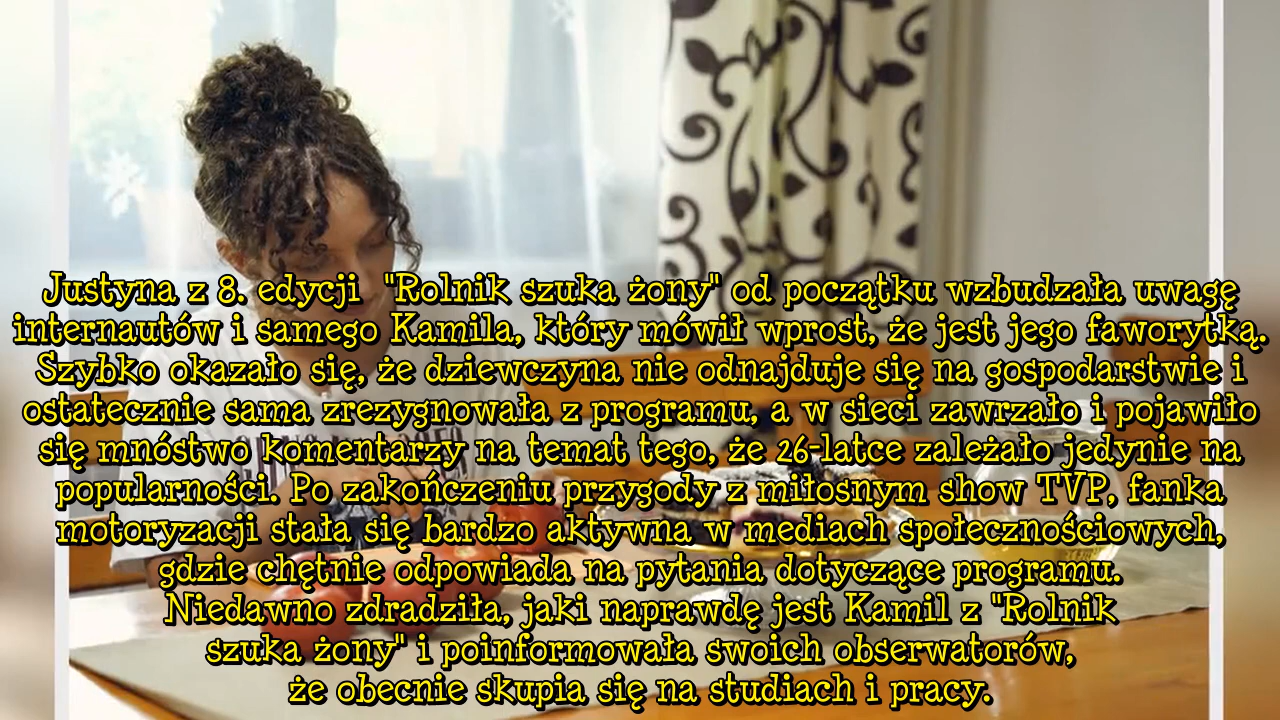 Justyna z 8. edycji "Rolnik szuka żony" od początku wzbudzała uwagę
internautów i samego Kamila, który mówił wprost, że jest jego faworytką.
Szybko okazało się, że dziewczyna nie odnajduje się na gospodarstwie i
ostatecznie sama zrezygnowała z programu, a w sieci zawrzało i pojawiło
się mnóstwo komentarzy na temat tego, że 26-latce zależało jedynie na
popularności. Po zakończeniu przygody z miłosnym show TVP, fanka
motoryzacji stała się bardzo aktywna w mediach społecznościowych,
gdzie chętnie odpowiada na pytania dotyczące programu.
Niedawno zdradziła, jaki naprawdę jest Kamil z "Rolnik
szuka żony" i poinformowała swoich obserwatorów,
że obecnie skupia się na studiach i pracy.